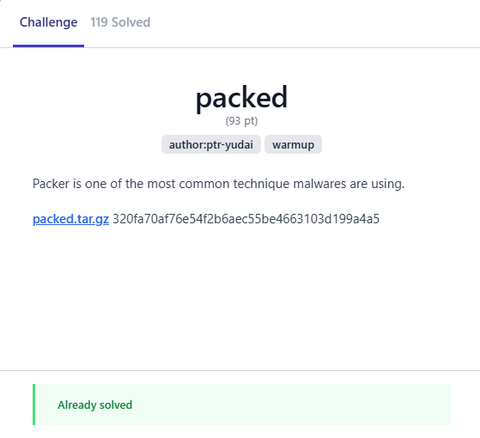 Challenge 119 Solved
packed
(93 pt)
author:ptr-yudai warmup
Packer is one of the most common technique malwares are using.
packed.tar.gz 320fa70af76e54f2b6aec55be4663103d199a4a5
Already solved